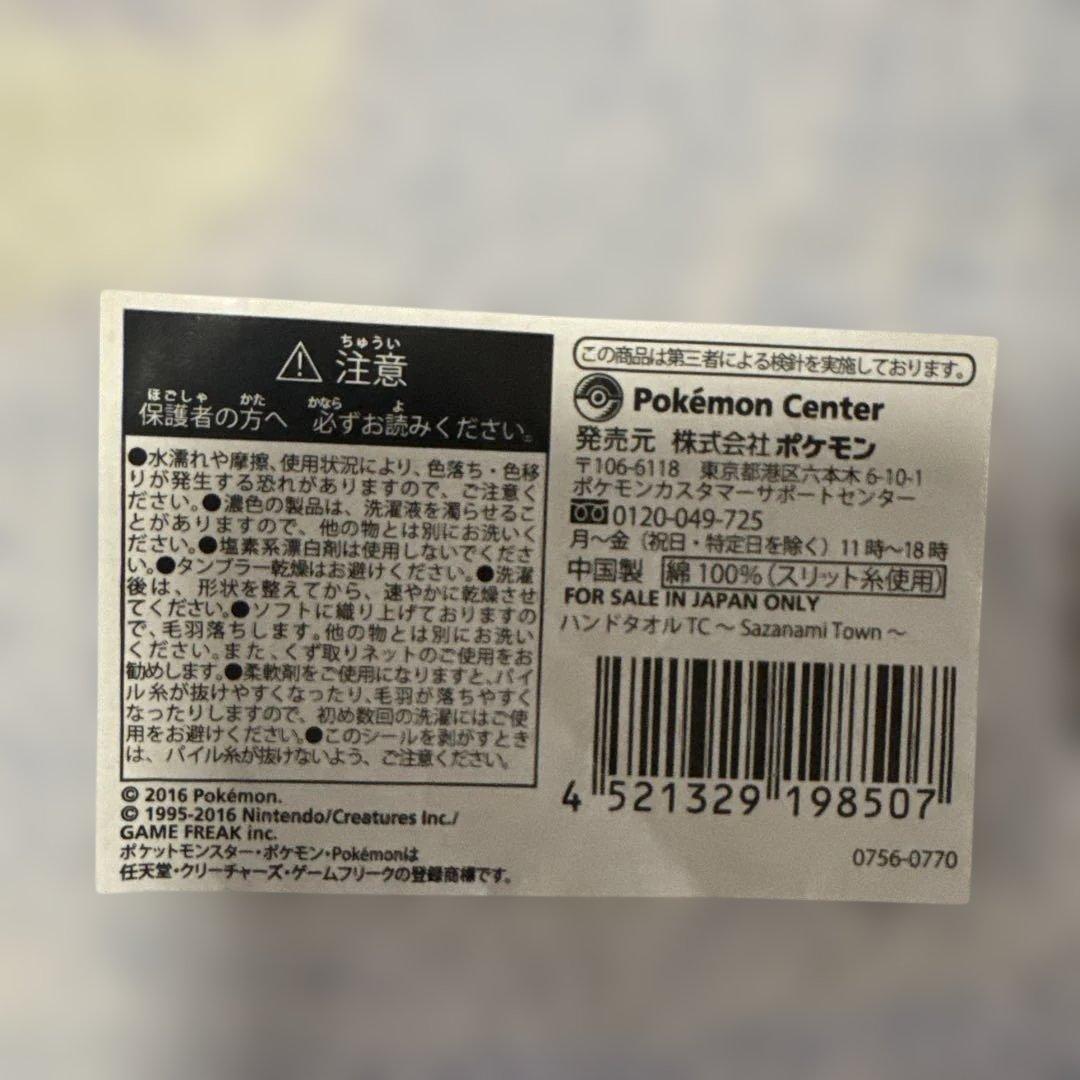 ちゅうい
注意
ほごしゃ かた かなら よ
保護者の方へ 必ずお読みください。
●水濡れや摩擦、使用状況により、色落ち・色移
りが発生する恐れがありますので、ご注意く
ださい。●濃色の製品は、洗濯液を濁らせるこ
とがありますので、他の物とは別にお洗いく
ださい。●塩素系漂白剤は使用しないでくださ
い。●タンブラー乾燥はお避けください。●洗濯
後は、形状を整えてから、速やかに乾燥させ
てください。●ソフトに織り上げておりますの
で、毛羽落ちします。他の物とは別にお洗い
ください。また、くず取りネットのご使用をお
勧めします。●柔軟剤をご使用になりますと、パイ
ル糸が抜けやすくなったり、毛羽が落ちやすく
なったりしますので、初め数回の洗濯にはご使
用をお避けください。●このシールを剥がすとき
は、パイル糸が抜けないよう、ご注意ください。
© 2016 Pokémon.
© 1995-2016 Nintendo/Creatures Inc./
GAME FREAK inc.
ポケットモンスター・ポケモン・Pokémonは
任天堂・クリーチャーズ・ゲームフリークの登録商標です。
この商品は第三者による検針を実施しております。
Pokémon Center
発売元 株式会社ポケモン
〒106-6118 東京都港区六本木 6-10-1
ポケモンカスタマーサポートセンター
0120-049-725
月～金（祝日・特定日を除く）11時～18時
中国製 綿100%（スリット糸使用）
FOR SALE IN JAPAN ONLY
ハンドタオルTC ～ Sazanami Town ～
4 521329 198507
0756-0770